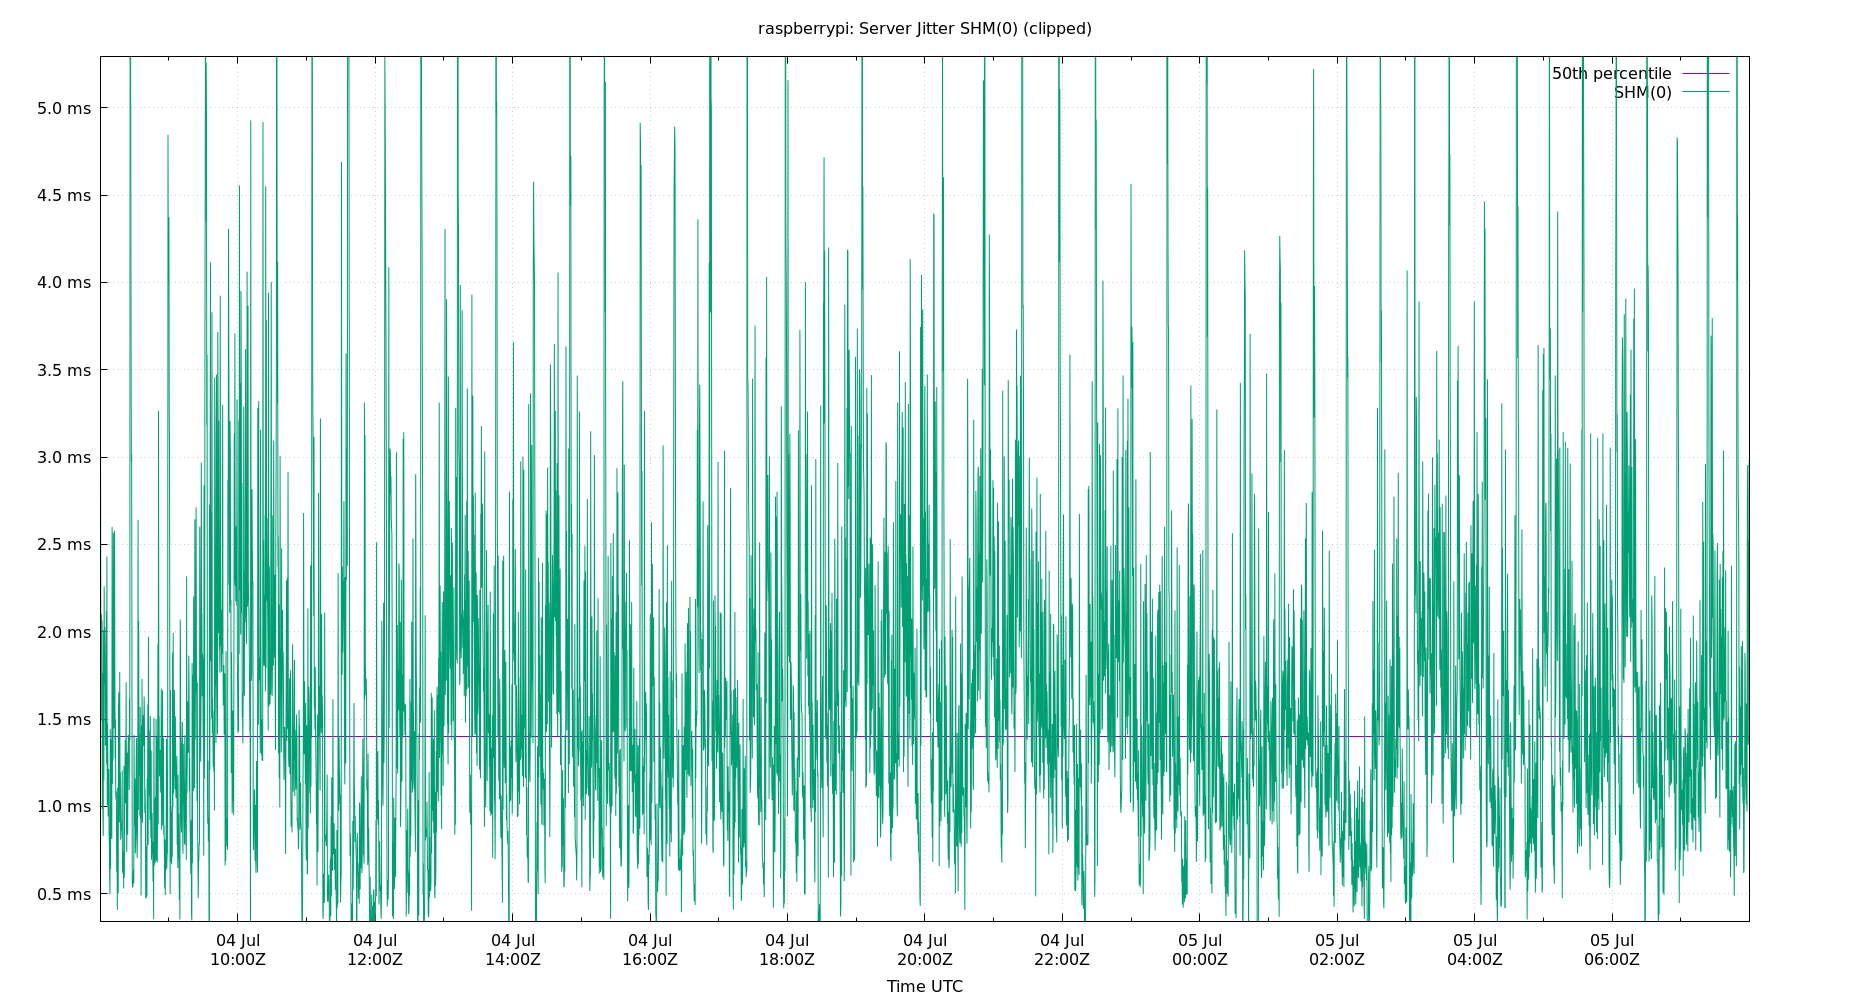 raspberrypi: Server Jitter SHM(0) (clipped)
50th percentile
SHM(0)
5.0 ms
4.5 ms
4.0 ms
3.5 ms
3.0 ms
2.5 ms
2.0 ms
1.5 ms
1.0 ms
0.5 ms
04 Jul 04 Jul 04 Jul 04 Jul 04 Jul 04 Jul 04 Jul 05 Jul 05 Jul 05 Jul 05 Jul
10:00Z 12:00Z 14:00Z 16:00Z 18:00Z 20:00Z 22:00Z 00:00Z 02:00Z 04:00Z 06:00Z
Time UTC